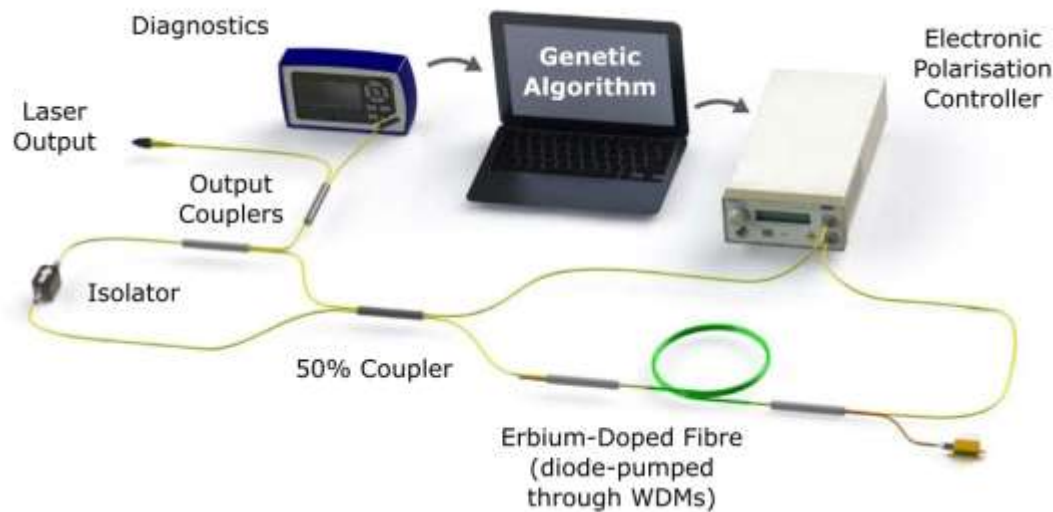 Diagnostics
Genetic
Algorithm
Electronic
Polarisation
Controller
Laser
Output
Output
Couplers
Isolator
50% Coupler
Erbium-Doped Fibre
(diode-pumped
through WDMs)